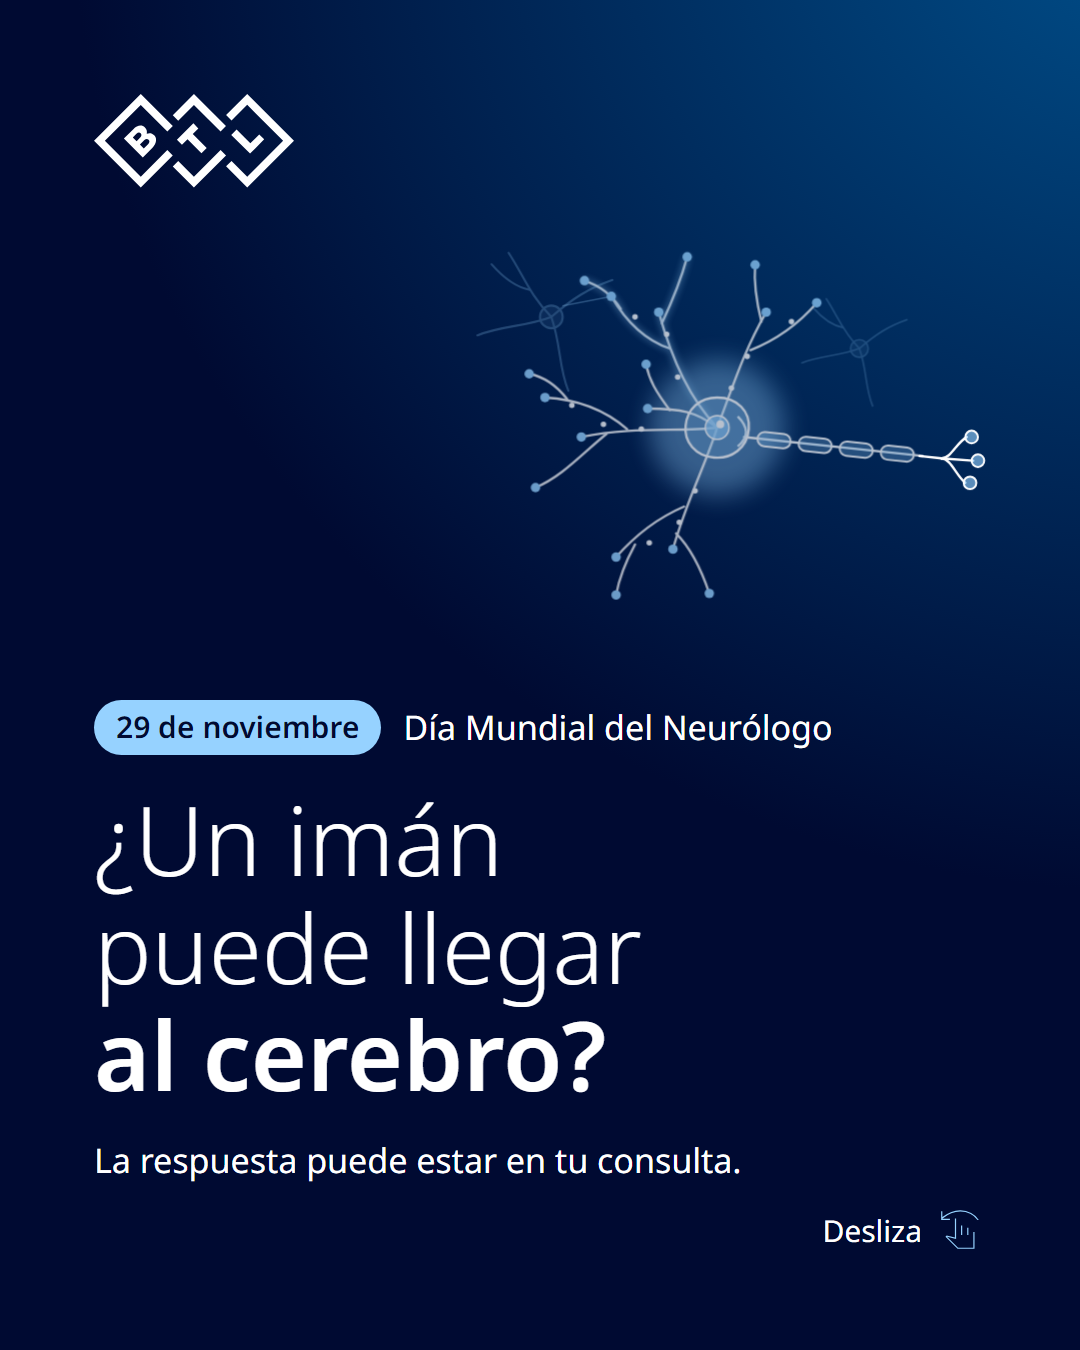 BTL
29 de noviembre Día Mundial del Neurólogo
¿Un imán
puede llegar
al cerebro?
La respuesta puede estar en tu consulta.
Desliza